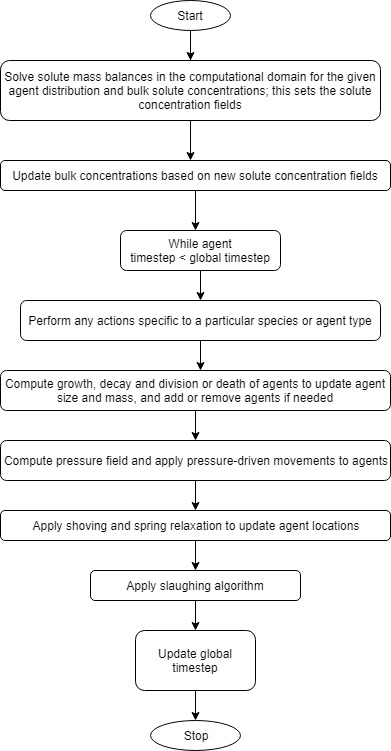 Start
Solve solute mass balances in the computational domain for the given
agent distribution and bulk solute concentrations; this sets the solute
concentration fields
Update bulk concentrations based on new solute concentration fields
While agent
timestep < global timestep
Perform any actions specific to a particular species or agent type
Compute growth, decay and division or death of agents to update agent
size and mass, and add or remove agents if needed
Compute pressure field and apply pressure-driven movements to agents
Apply shoving and spring relaxation to update agent locations
Apply slaughing algorithm
Update global
timestep
Stop